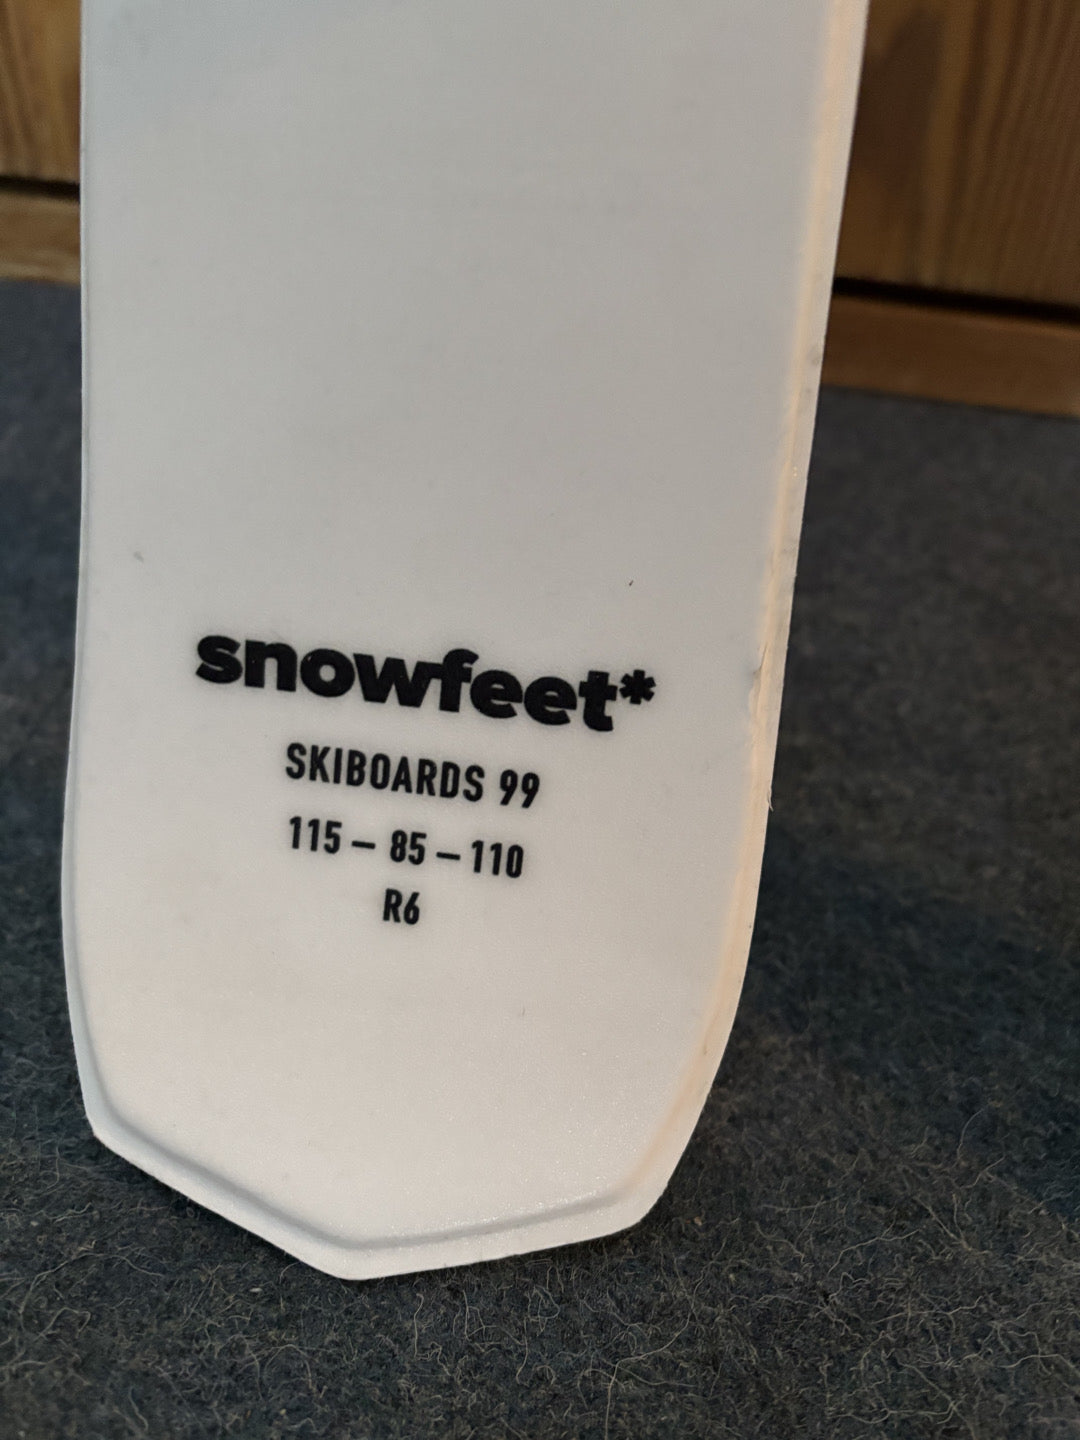 snowfeet*
SKIBOARDS 99
115 – 85 – 110
R6